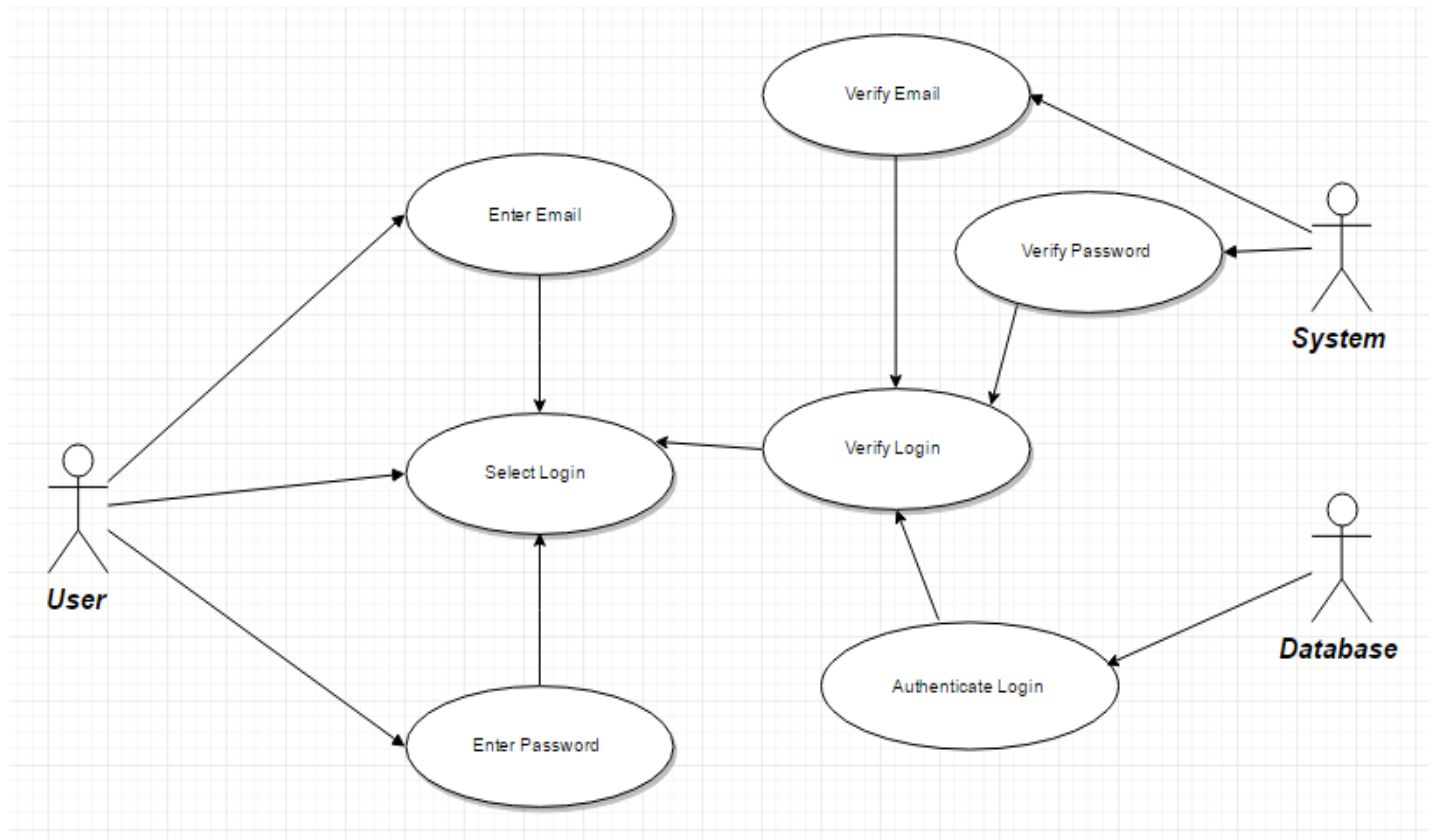 Verify Email
Enter Email
Verify Password
System
Select Login
Verify Login
User
Database
Authenticate Login
Enter Password